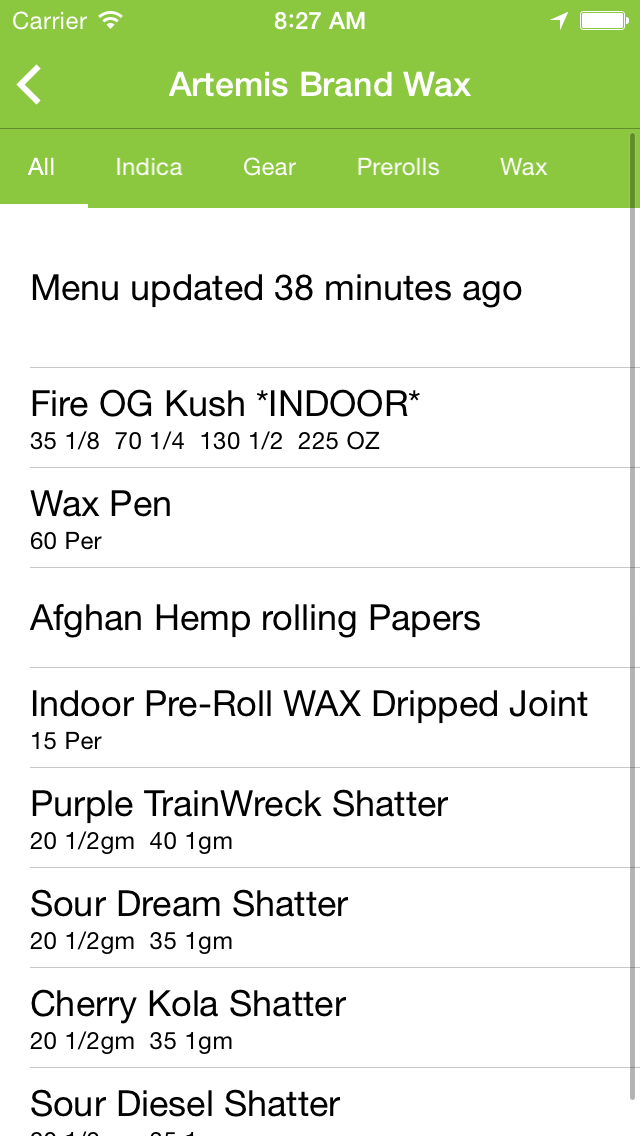 Carrier 8:27 AM
Artemis Brand Wax
All Indica Gear Prerolls Wax
Menu updated 38 minutes ago
Fire OG Kush *INDOOR*
35 1/8 70 1/4 130 1/2 225 OZ
Wax Pen
60 Per
Afghan Hemp rolling Papers
Indoor Pre-Roll WAX Dripped Joint
15 Per
Purple TrainWreck Shatter
20 1/2gm 40 1gm
Sour Dream Shatter
20 1/2gm 35 1gm
Cherry Kola Shatter
20 1/2gm 35 1gm
Sour Diesel Shatter